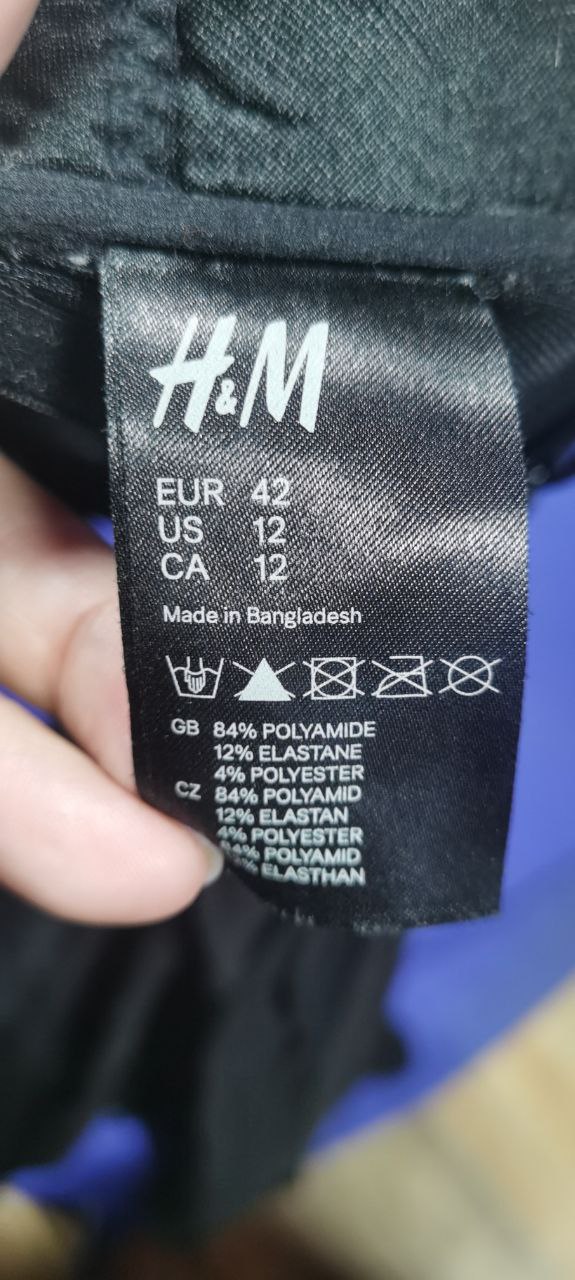 H&M
EUR 42
US 12
CA 12
Made in Bangladesh
GB 84% POLYAMIDE
12% ELASTANE
4% POLYESTER
CZ 84% POLYAMID
12% ELASTAN
4% POLYESTER
84% POLYAMID
% ELASTHAN